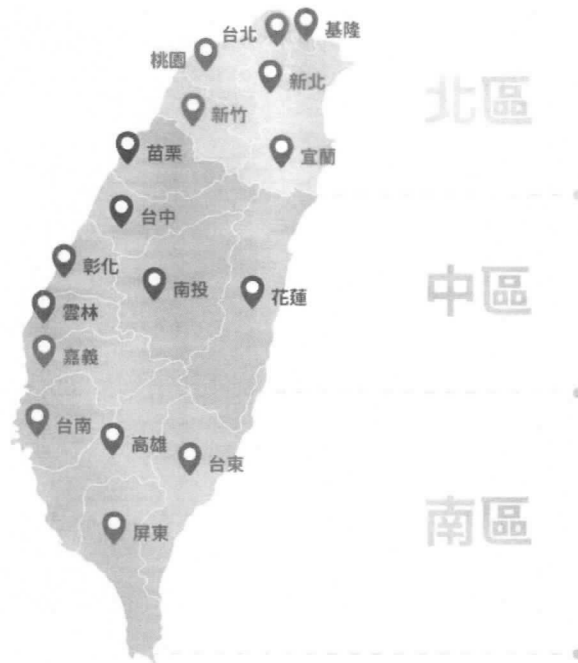 台北
基隆
桃園
新北
新竹
北區
苗栗
宜蘭
台中
彰化
南投
花蓮
中區
雲林
嘉義
台南
高雄
台東
南區
屏東